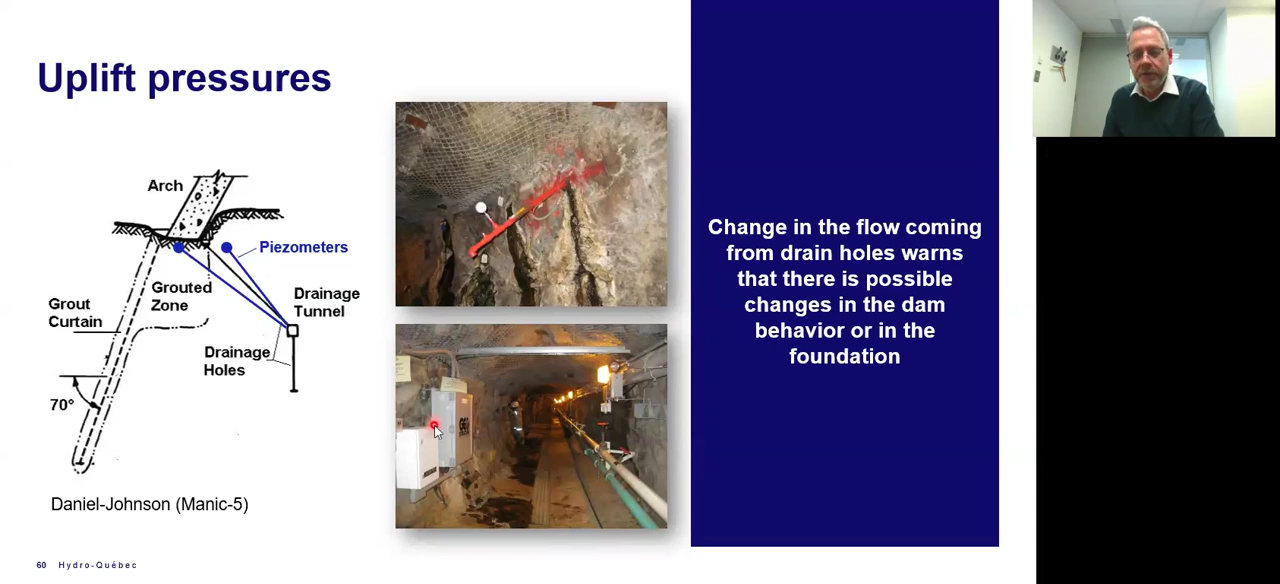 Uplift pressures
Arch
Piezometers
Grouted
Zone
Drainage
Tunnel
Grout
Curtain
Drainage
Holes
70°
Daniel-Johnson (Manic-5)
Change in the flow coming
from drain holes warns
that there is possible
changes in the dam
behavior or in the
foundation
60 Hydro-Québec